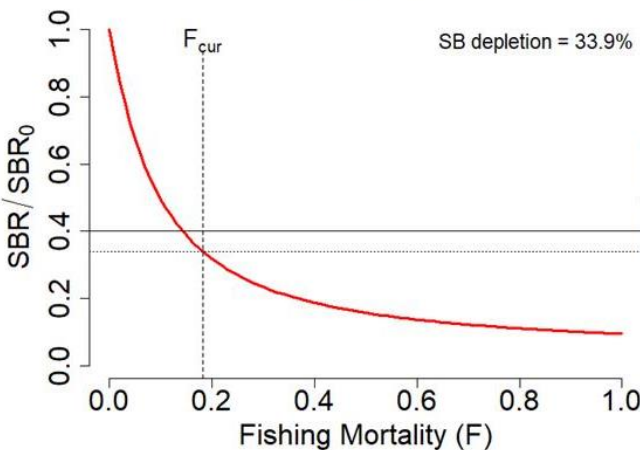 F_cur
SB depletion = 33.9%
SBR / SBR_0
1.0
0.8
0.6
0.4
0.2
0.0
0.0 0.2 0.4 0.6 0.8 1.0
Fishing Mortality (F)